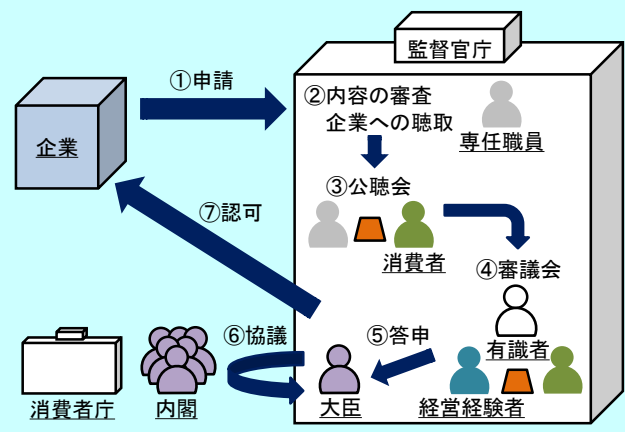 監督官庁
①申請
②内容の審査
企業への聴取
専任職員
企業
③公聴会
消費者
④審議会
有識者
⑦認可
⑥協議
⑤答申
消費者庁
内閣
大臣
経営経験者